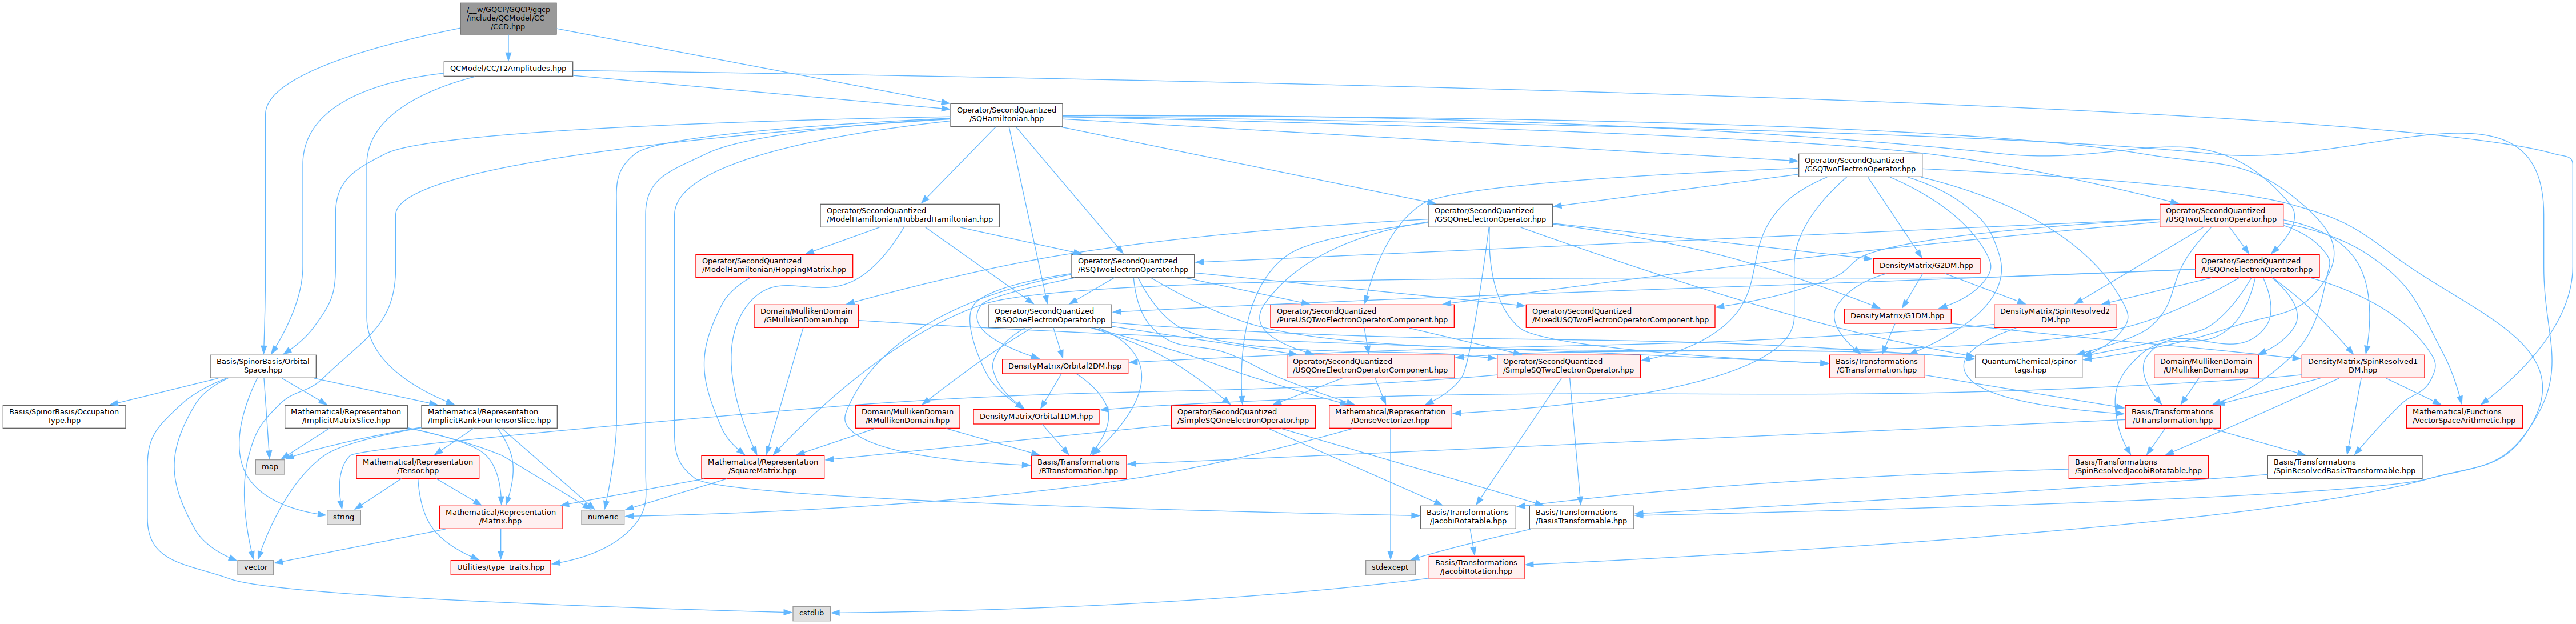 /__w/GQCP/GQCP/gqcp
/include/QCModel/CC
/CCD.hpp
QCModel/CC/T2Amplitudes.hpp
Operator/SecondQuantized
/SQHamiltonian.hpp
Operator/SecondQuantized
/GSQTwoElectronOperator.hpp
Operator/SecondQuantized
/ModelHamiltonian/HubbardHamiltonian.hpp
Operator/SecondQuantized
/GSQOneElectronOperator.hpp
Operator/SecondQuantized
/USQTwoElectronOperator.hpp
Operator/SecondQuantized
/ModelHamiltonian/HoppingMatrix.hpp
Operator/SecondQuantized
/RSQTwoElectronOperator.hpp
DensityMatrix/G2DM.hpp
Operator/SecondQuantized
/USQOneElectronOperator.hpp
Domain/MullikenDomain
/GMullikenDomain.hpp
Operator/SecondQuantized
/RSQOneElectronOperator.hpp
Operator/SecondQuantized
/PureUSQTwoElectronOperatorComponent.hpp
Operator/SecondQuantized
/MixedUSQTwoElectronOperatorComponent.hpp
DensityMatrix/G1DM.hpp
DensityMatrix/SpinResolved2
DM.hpp
Basis/SpinorBasis/Orbital
Space.hpp
DensityMatrix/Orbital2DM.hpp
Operator/SecondQuantized
/USQOneElectronOperatorComponent.hpp
Operator/SecondQuantized
/SimpleSQTwoElectronOperator.hpp
Basis/Transformations
/GTransformation.hpp
QuantumChemical/spinor
_tags.hpp
Domain/MullikenDomain
/UMullikenDomain.hpp
DensityMatrix/SpinResolved1
DM.hpp
Basis/SpinorBasis/Occupation
Type.hpp
Mathematical/Representation
/ImplicitMatrixSlice.hpp
Mathematical/Representation
/ImplicitRankFourTensorSlice.hpp
Domain/MullikenDomain
/RMullikenDomain.hpp
DensityMatrix/Orbital1DM.hpp
Operator/SecondQuantized
/SimpleSQOneElectronOperator.hpp
Mathematical/Representation
/DenseVectorizer.hpp
Basis/Transformations
/UTransformation.hpp
Mathematical/Functions
/VectorSpaceArithmetic.hpp
map
Mathematical/Representation
/Tensor.hpp
Mathematical/Representation
/SquareMatrix.hpp
Basis/Transformations
/RTransformation.hpp
Basis/Transformations
/SpinResolvedJacobiRotatable.hpp
Basis/Transformations
/SpinResolvedBasisTransformable.hpp
string
Mathematical/Representation
/Matrix.hpp
numeric
Basis/Transformations
/JacobiRotatable.hpp
Basis/Transformations
/BasisTransformable.hpp
vector
Utilities/type_traits.hpp
stdexcept
Basis/Transformations
/JacobiRotation.hpp
cstdlib